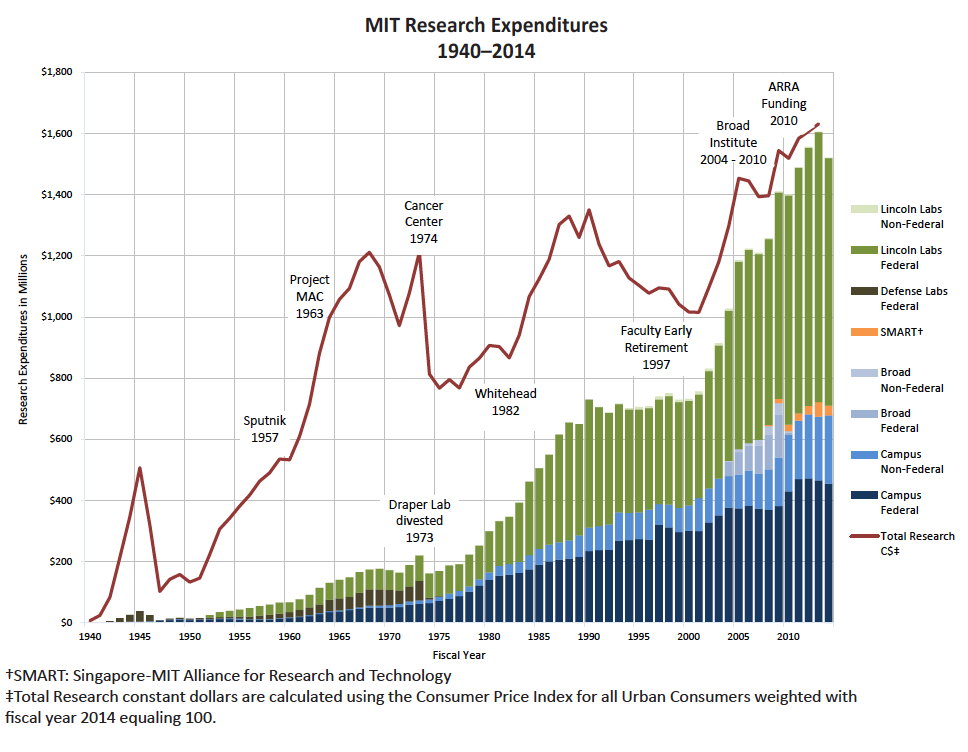 MIT Research Expenditures
1940–2014
$1,800
$1,600
$1,400
$1,200
$1,000
$800
$600
$400
$200
$0
Research Expenditures in Millions
Sputnik
1957
Project
MAC
1963
Cancer
Center
1974
Draper Lab
divested
1973
Whitehead
1982
Faculty Early
Retirement
1997
Broad
Institute
2004 - 2010
ARRA
Funding
2010
1940 1945 1950 1955 1960 1965 1970 1975 1980 1985 1990 1995 2000 2005 2010
Fiscal Year
Lincoln Labs
Non-Federal
Lincoln Labs
Federal
Defense Labs
Federal
SMART†
Broad
Non-Federal
Broad
Federal
Campus
Non-Federal
Campus
Federal
Total Research
C$‡
†SMART: Singapore-MIT Alliance for Research and Technology
‡Total Research constant dollars are calculated using the Consumer Price Index for all Urban Consumers weighted with
fiscal year 2014 equaling 100.